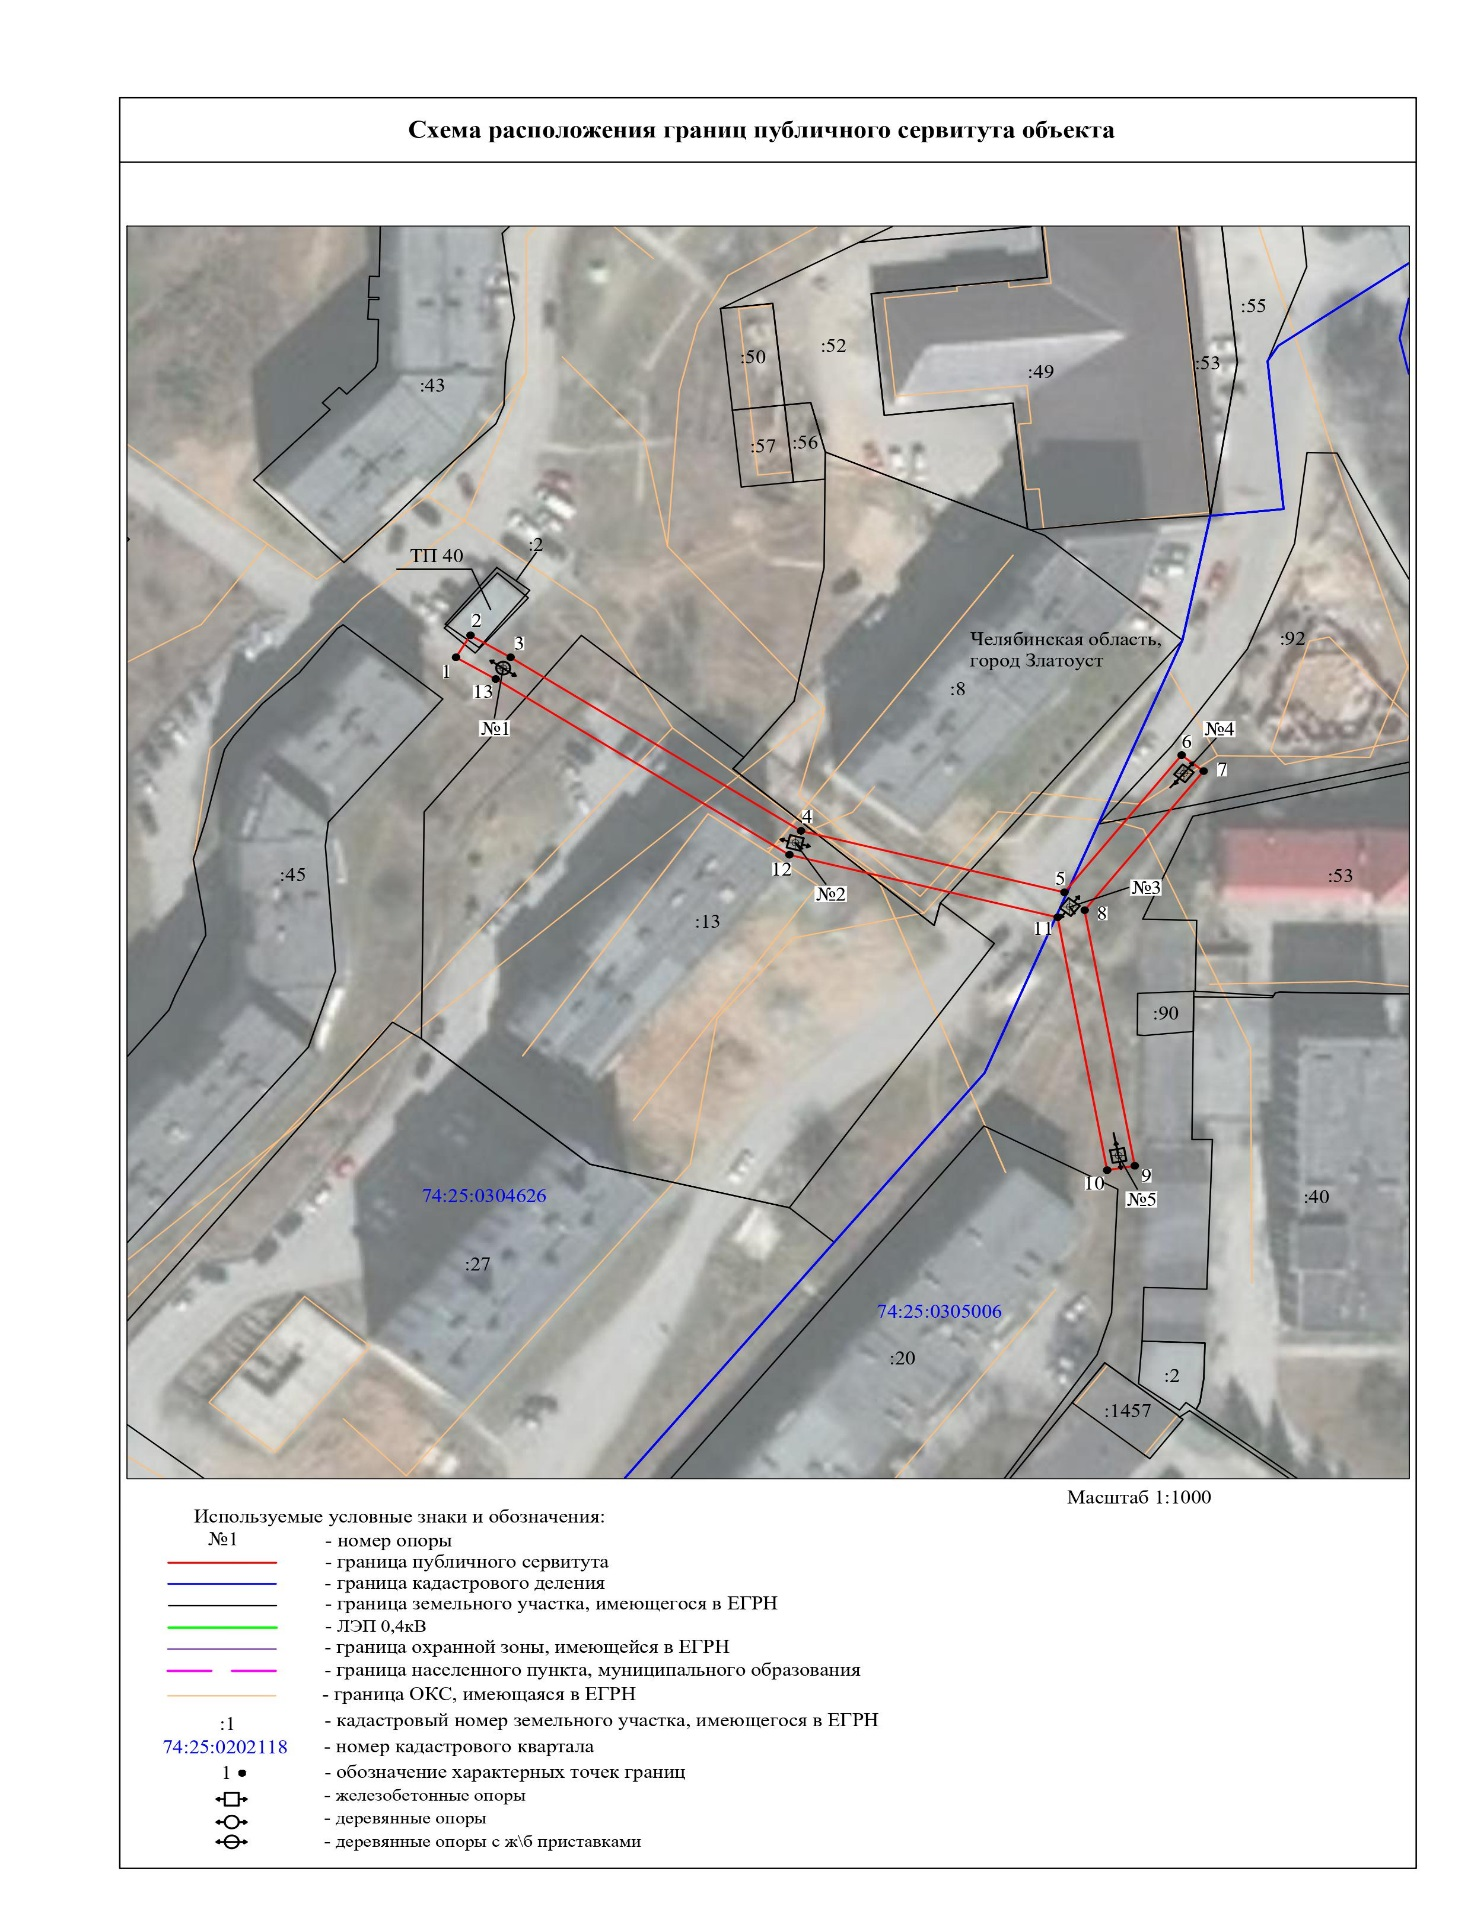 Схема расположения границ публичного сервитута объекта
:55
:50
:52
:53
:49
:43
:57
:56
:2
ТП 40
2
3
Челябинская область,
город Златоуст
:92
1
:8
13
№1
№4
6
7
4
12
:45
№2
5
№3
:53
:13
8
11
:90
10
9
74:25:0304626
№5
:40
:27
74:25:0305006
:20
:2
:1457
Масштаб 1:1000
Используемые условные знаки и обозначения:
№1 - номер опоры
- граница публичного сервитута
- граница кадастрового деления
- граница земельного участка, имеющегося в ЕГРН
- ЛЭП 0,4кВ
- граница охранной зоны, имеющейся в ЕГРН
- граница населенного пункта, муниципального образования
- граница ОКС, имеющаяся в ЕГРН
:1 - кадастровый номер земельного участка, имеющегося в ЕГРН
74:25:0202118 - номер кадастрового квартала
1 - обозначение характерных точек границ
- железобетонные опоры
- деревянные опоры
- деревянные опоры с ж\б приставками